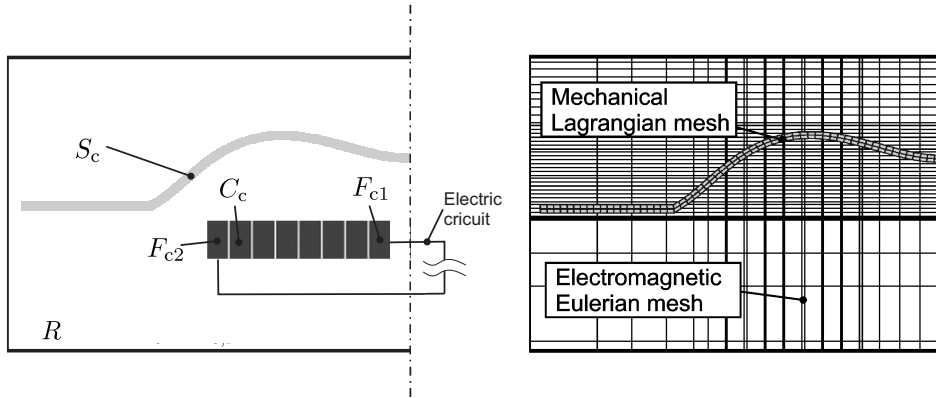 S_c
C_c
F_c1
F_c2
Electric
cricuit
R
Mechanical
Lagrangian mesh
Electromagnetic
Eulerian mesh